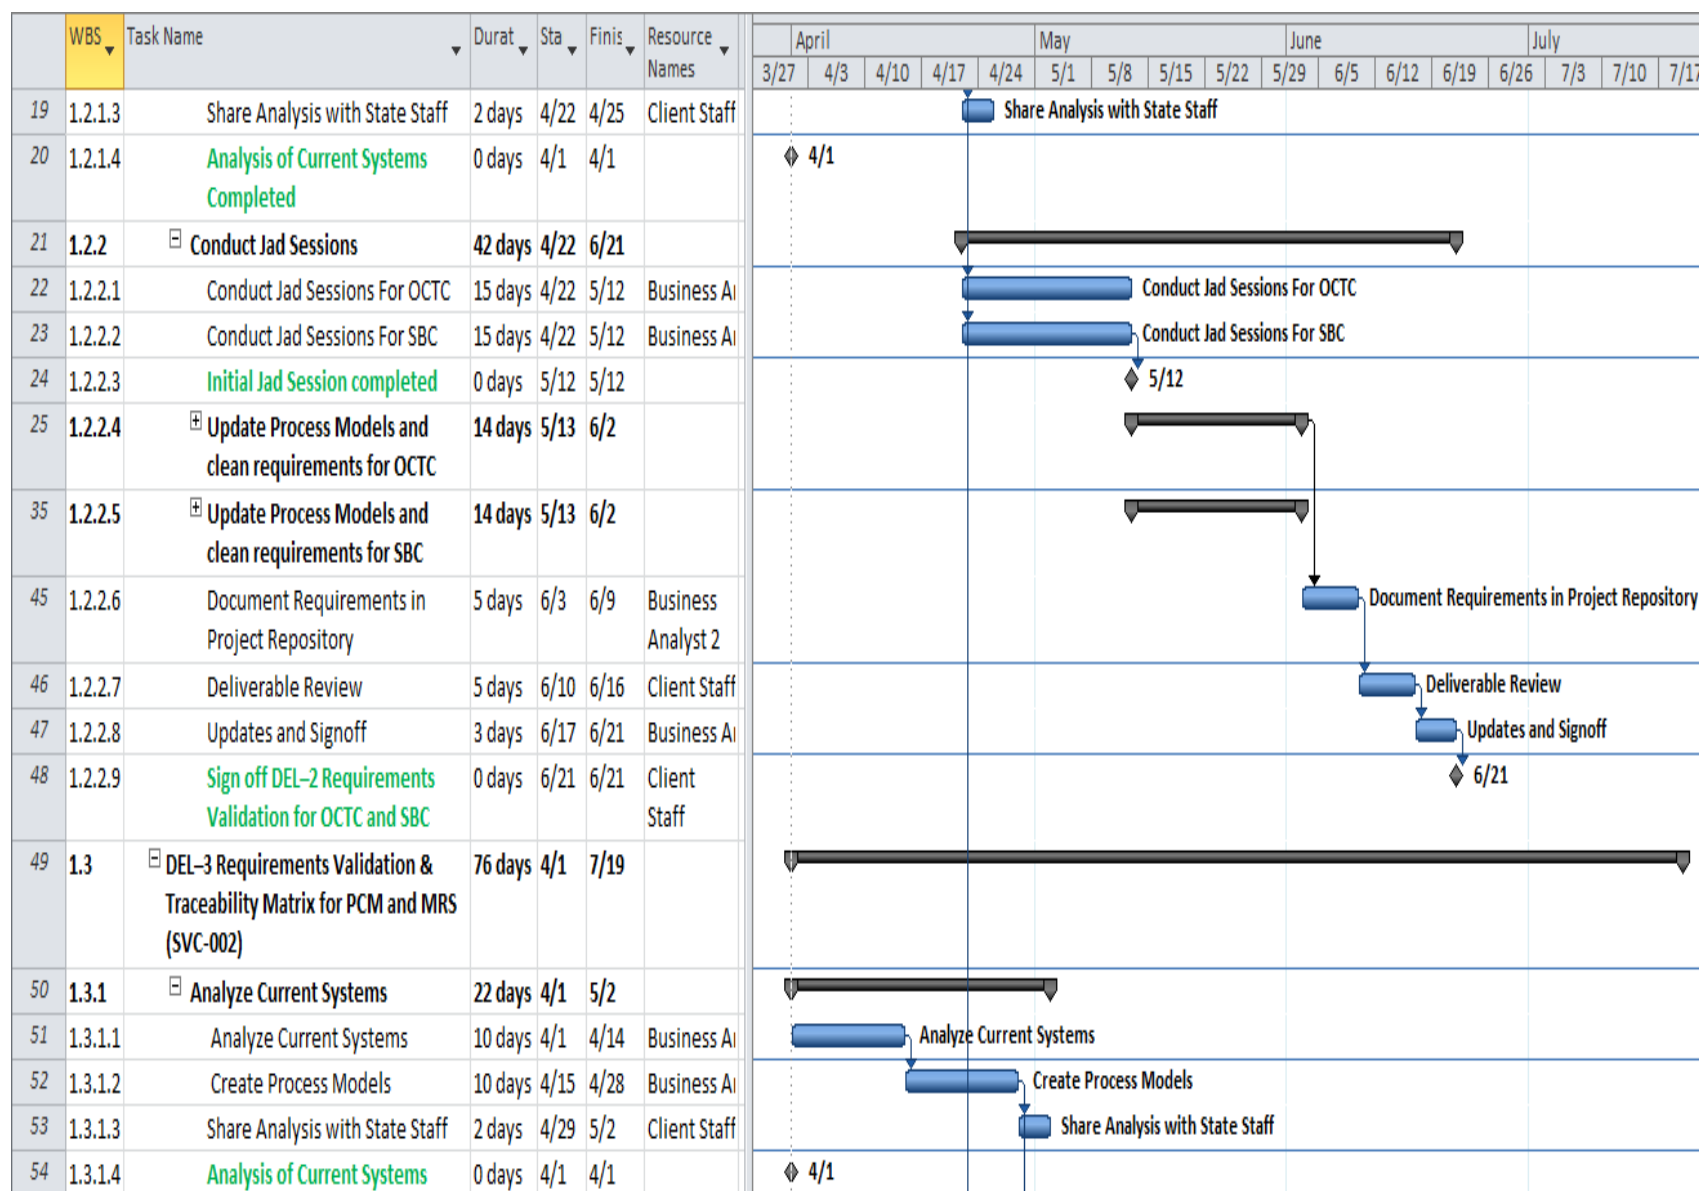 WBS Task Name Durat Sta Finis Resource
Names
April May June July
3/27 4/3 4/10 4/17 4/24 5/1 5/8 5/15 5/22 5/29 6/5 6/12 6/19 6/26 7/3 7/10 7/17
19 1.2.1.3 Share Analysis with State Staff 2 days 4/22 4/25 Client Staff Share Analysis with State Staff
20 1.2.1.4 Analysis of Current Systems 0 days 4/1 4/1 4/1
Completed
21 1.2.2 Conduct Jad Sessions 42 days 4/22 6/21
22 1.2.2.1 Conduct Jad Sessions For OCTC 15 days 4/22 5/12 Business Conduct Jad Sessions For OCTC
23 1.2.2.2 Conduct Jad Sessions For SBC 15 days 4/22 5/12 Business Conduct Jad Sessions For SBC
24 1.2.2.3 Initial Jad Session completed 0 days 5/12 5/12 5/12
25 1.2.2.4 Update Process Models and 14 days 5/13 6/2
clean requirements for OCTC
35 1.2.2.5 Update Process Models and 14 days 5/13 6/2
clean requirements for SBC
45 1.2.2.6 Document Requirements in 5 days 6/3 6/9 Business Document Requirements in Project Repository
Project Repository Analyst 2
46 1.2.2.7 Deliverable Review 5 days 6/10 6/16 Client Staff Deliverable Review
47 1.2.2.8 Updates and Signoff 3 days 6/17 6/21 Business Updates and Signoff
48 1.2.2.9 Sign off DEL–2 Requirements 0 days 6/21 6/21 Client 6/21
Validation for OCTC and SBC Staff
49 1.3 DEL–3 Requirements Validation & 76 days 4/1 7/19
Traceability Matrix for PCM and MRS
(SVC-002)
50 1.3.1 Analyze Current Systems 22 days 4/1 5/2
51 1.3.1.1 Analyze Current Systems 10 days 4/1 4/14 Business Analyze Current Systems
52 1.3.1.2 Create Process Models 10 days 4/15 4/28 Business Create Process Models
53 1.3.1.3 Share Analysis with State Staff 2 days 4/29 5/2 Client Staff Share Analysis with State Staff
54 1.3.1.4 Analysis of Current Systems 0 days 4/1 4/1 4/1